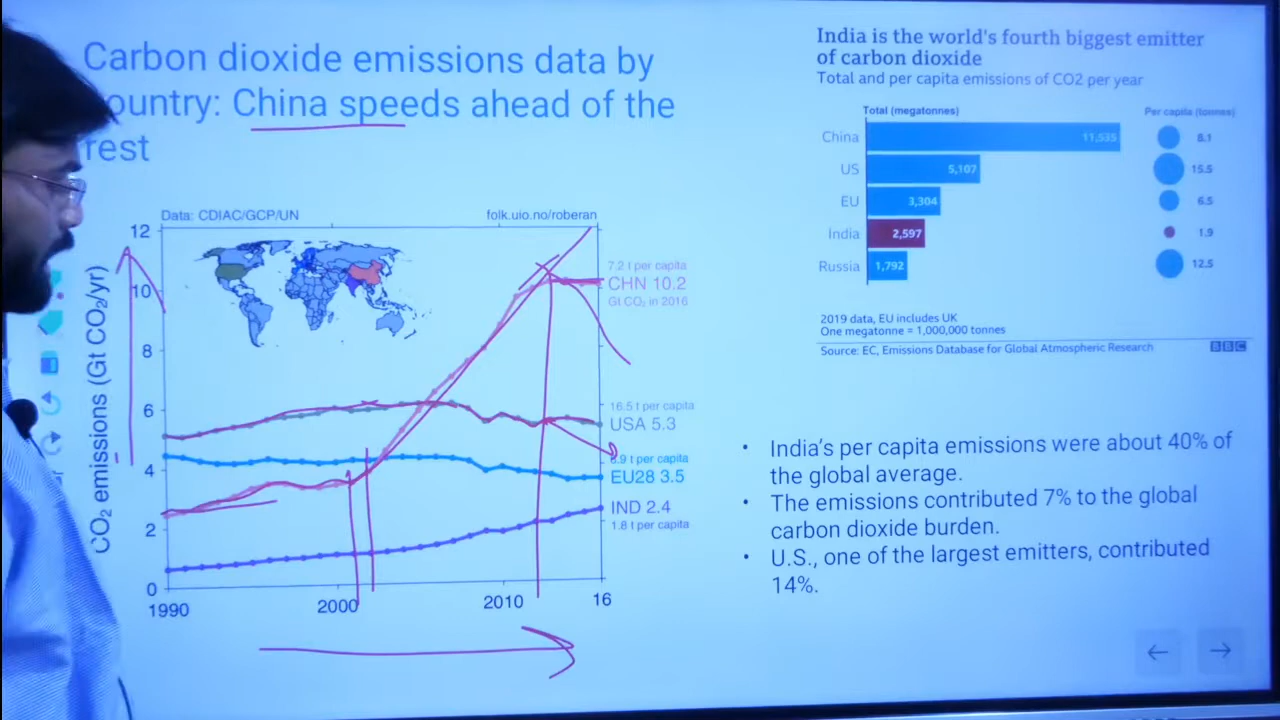 Carbon dioxide emissions data by
ountry: China speeds ahead of the
rest
Data: CDIAC/GCP/UN
folk.uio.no/roberan
CO₂ emissions (Gt CO₂/yr)
12
10
8
6
4
2
0
1990
2000
2010
16
7.2 t per capita
CHN 10.2
Gt CO₂ in 2016
16.5 t per capita
USA 5.3
6.9 t per capita
EU28 3.5
IND 2.4
1.8 t per capita
India is the world's fourth biggest emitter
of carbon dioxide
Total and per capita emissions of CO2 per year
Total (megatonnes)
Per capita (tonnes)
China 11,535 8.1
US 5,107 15.5
EU 3,304 6.5
India 2,597 1.9
Russia 1,792 12.5
2019 data, EU includes UK
One megatonne = 1,000,000 tonnes
Source: EC, Emissions Database for Global Atmospheric Research
BBC
• India's per capita emissions were about 40% of
the global average.
• The emissions contributed 7% to the global
carbon dioxide burden.
• U.S., one of the largest emitters, contributed
14%.